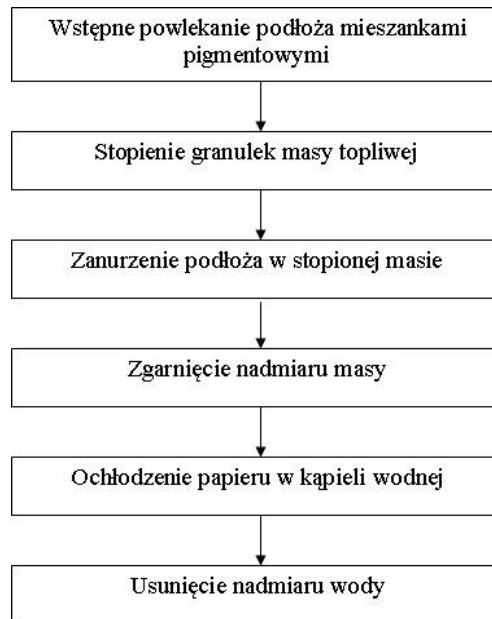 Wstępne powlekanie podłoża mieszankami
pigmentowymi
Stopienie granulek masy topliwej
Zanurzenie podłoża w stopionej masie
Zgarnięcie nadmiaru masy
Ochłodzenie papieru w kąpieli wodnej
Usunięcie nadmiaru wody